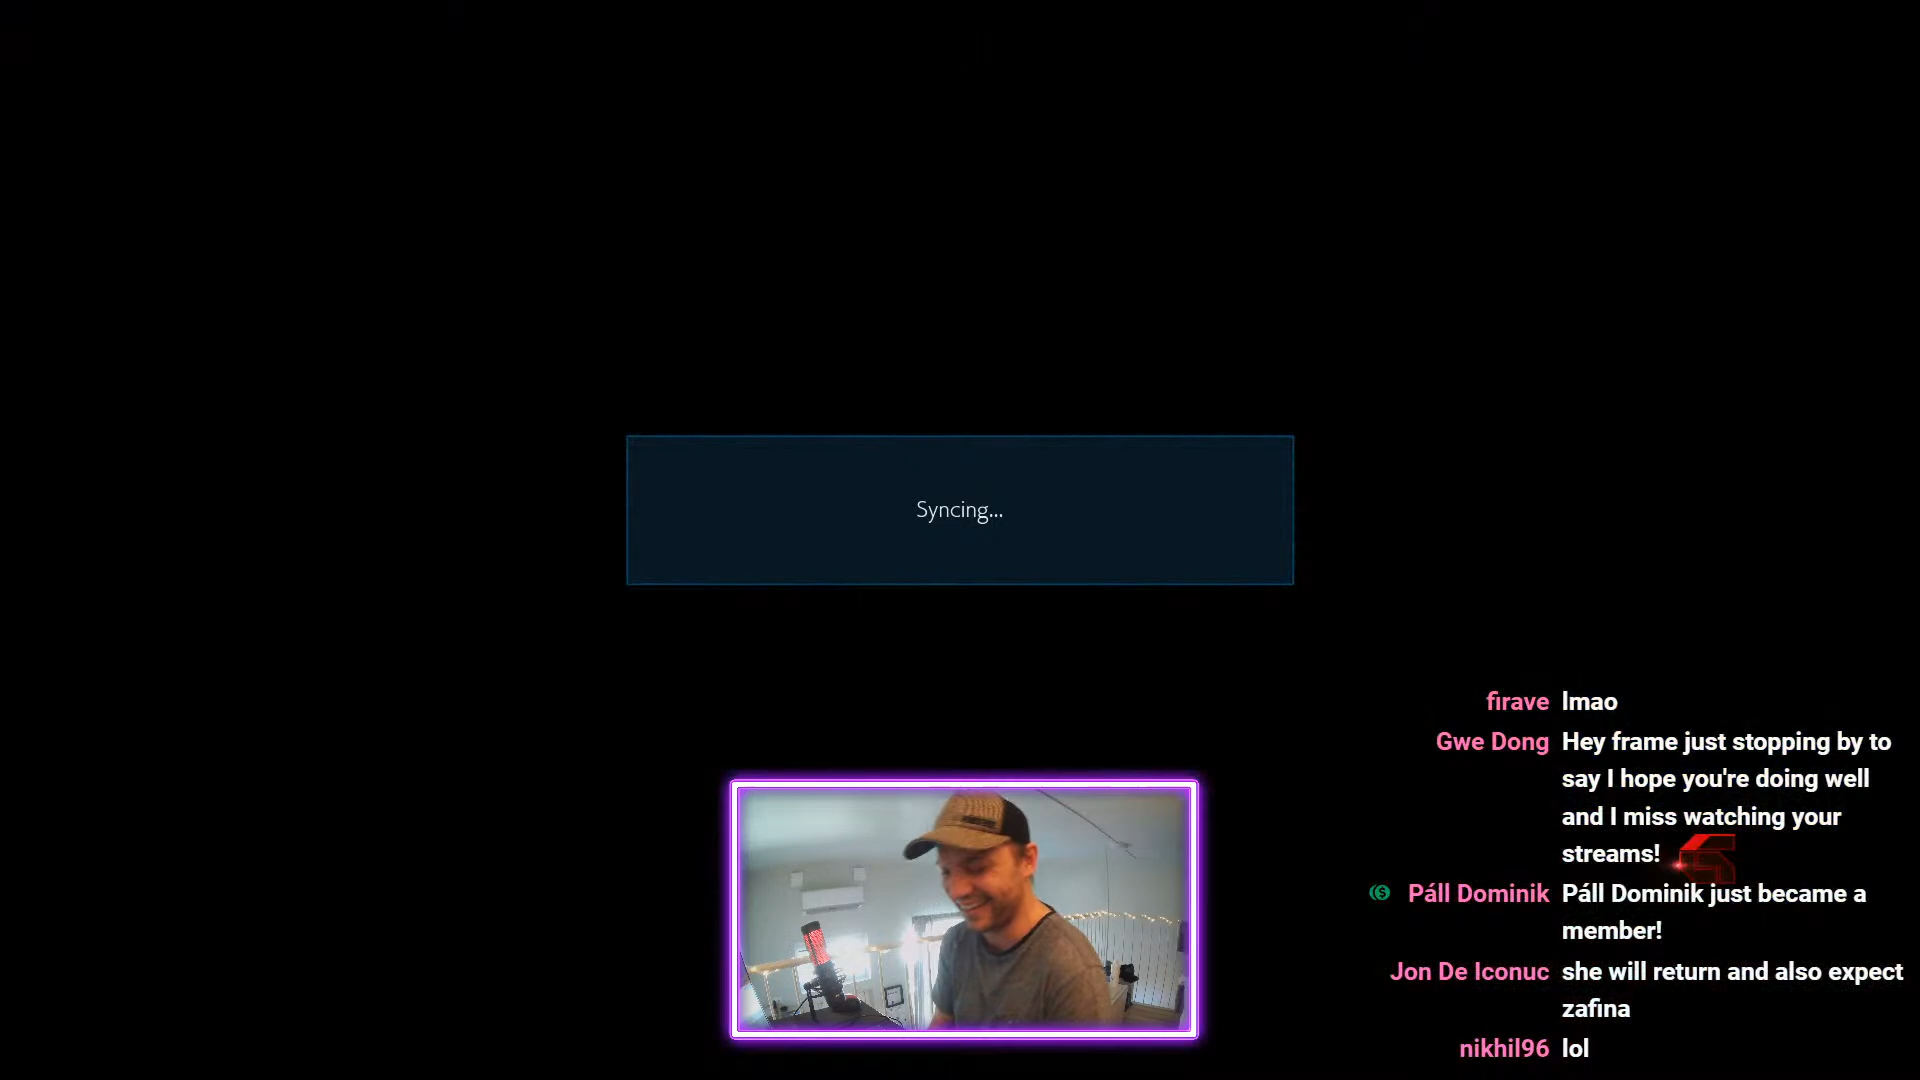 Syncing...
firave lmao
Gwe Dong Hey frame just stopping by to
say I hope you're doing well
and I miss watching your
streams!
Páll Dominik Páll Dominik just became a
member!
Jon De Iconuc she will return and also expect
zafina
nikhil96 lol